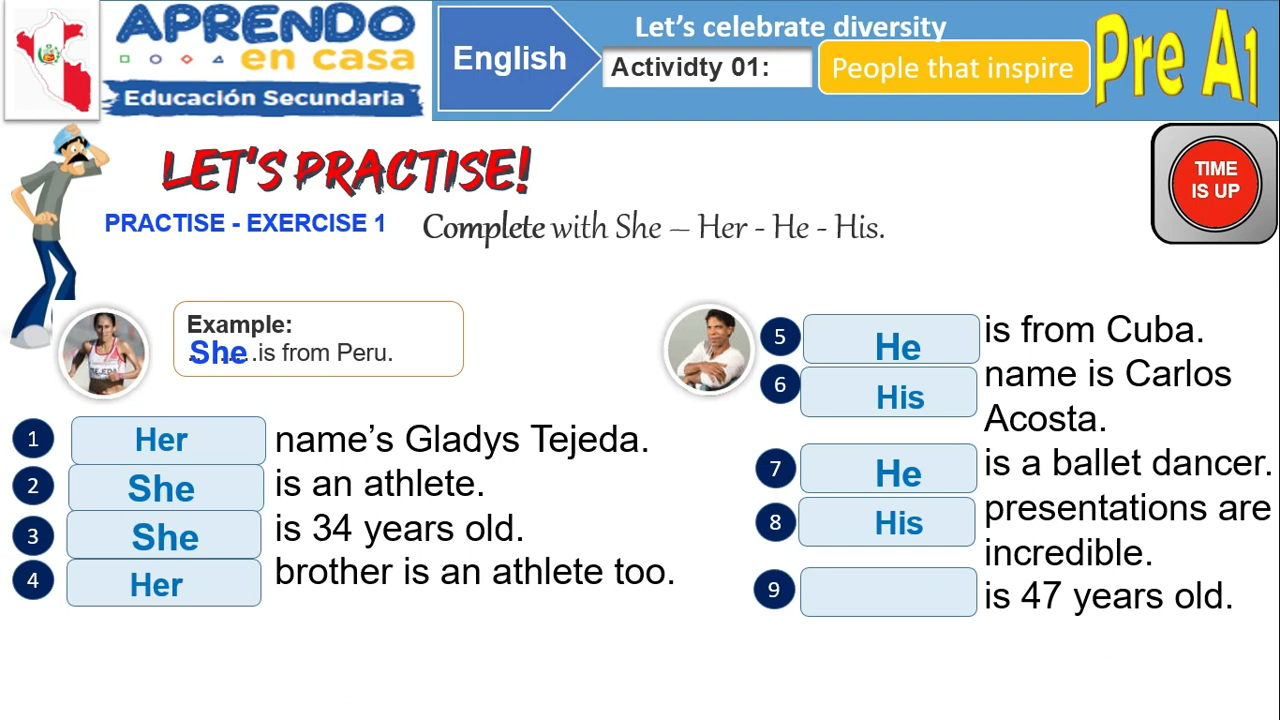 APRENDO
en casa
Educación Secundaria
English
Let's celebrate diversity
Actividty 01:
People that inspire
Pre A1
LET'S PRACTISE!
TIME
IS UP
PRACTISE - EXERCISE 1
Complete with She – Her - He - His.
Example:
She is from Peru.
TEJEDA
1 Her name's Gladys Tejeda.
2 She is an athlete.
3 She is 34 years old.
4 Her brother is an athlete too.
5 He is from Cuba.
6 His name is Carlos
Acosta.
7 He is a ballet dancer.
8 His presentations are
incredible.
9 is 47 years old.